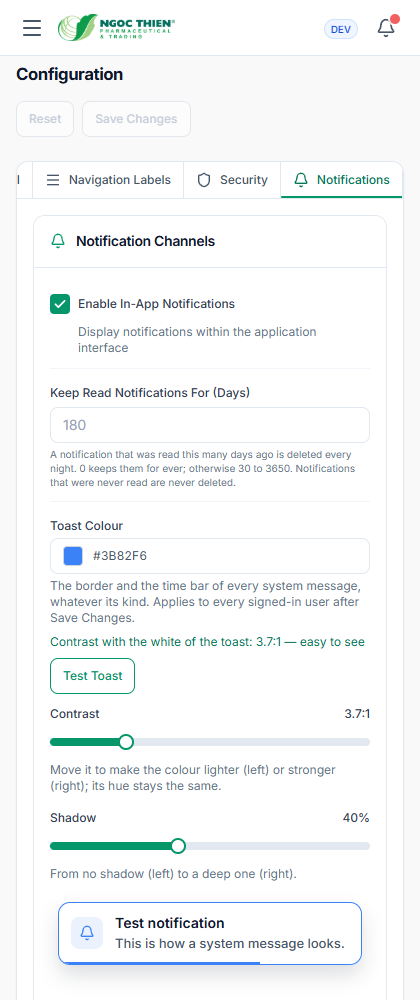 NGOC THIEN®
PHARMACEUTICAL
& TRADING
DEV
Configuration
Reset
Save Changes
l
Navigation Labels
Security
Notifications
Notification Channels
Enable In-App Notifications
Display notifications within the application
interface
Keep Read Notifications For (Days)
180
A notification that was read this many days ago is deleted every
night. 0 keeps them for ever; otherwise 30 to 3650. Notifications
that were never read are never deleted.
Toast Colour
#3B82F6
The border and the time bar of every system message,
whatever its kind. Applies to every signed-in user after
Save Changes.
Contrast with the white of the toast: 3.7:1 — easy to see
Test Toast
Contrast
3.7:1
Move it to make the colour lighter (left) or stronger
(right); its hue stays the same.
Shadow
40%
From no shadow (left) to a deep one (right).
Test notification
This is how a system message looks.